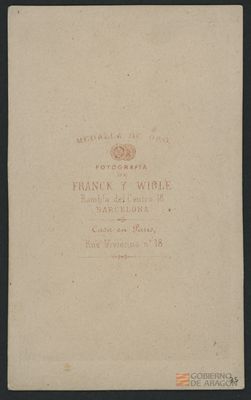 MEDALLA DE ORO
FOTOGRAFIA
DE
FRANCK Y WIGLE
Rambla del Centro 18
BARCELONA
Casa en Paris,
Rue Vivienne nº 18
GOBIERNO
DE ARAGON